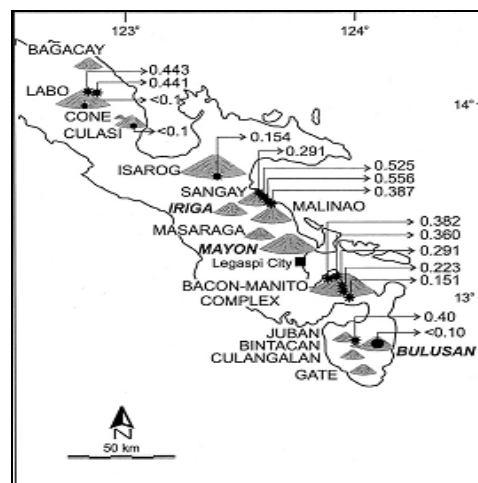 123°
124°
BAGACAY
0.443
LABO
0.441
<0.1
14°
CONE
CULASI
<0.1
0.154
0.291
ISAROG
0.525
SANGAY
0.556
0.387
IRIGA
MALINAO
MASARAGA
0.382
MAYON
0.360
Legaspi City
0.291
0.223
BACON-MANITO
COMPLEX
0.151
13°
0.40
JUBAN
<0.10
BINTACAN
BULUSAN
CULANGALAN
GATE
N
50 km